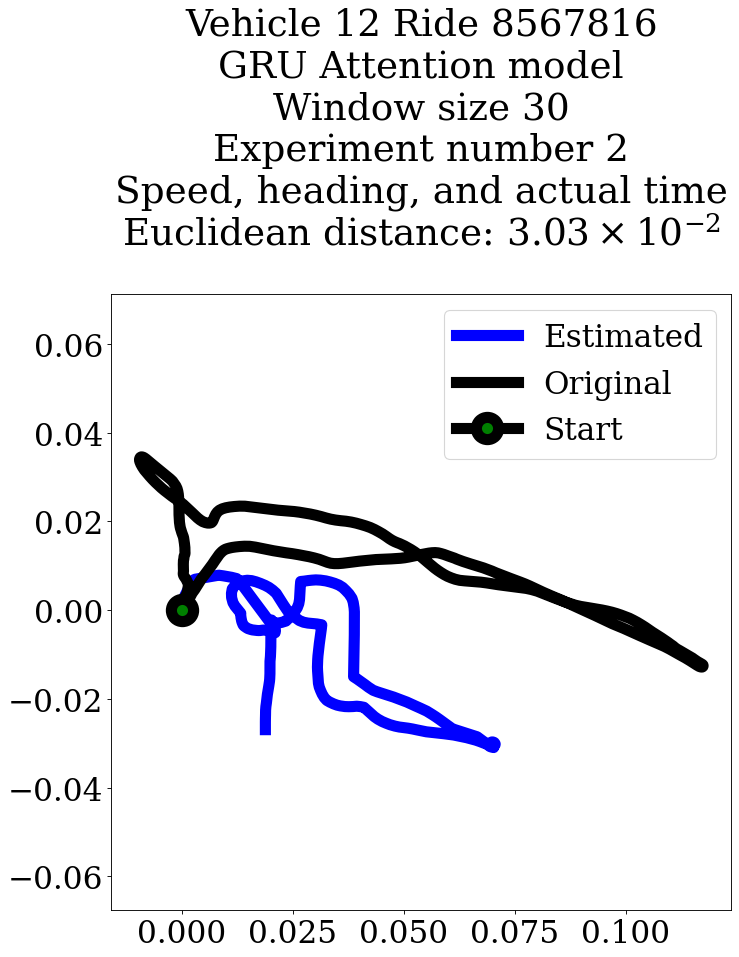 Vehicle 12 Ride 8567816
GRU Attention model
Window size 30
Experiment number 2
Speed, heading, and actual time
Euclidean distance: 3.03 × 10⁻²
Estimated
Original
Start
0.06
0.04
0.02
0.00
−0.02
−0.04
−0.06
0.000 0.025 0.050 0.075 0.100